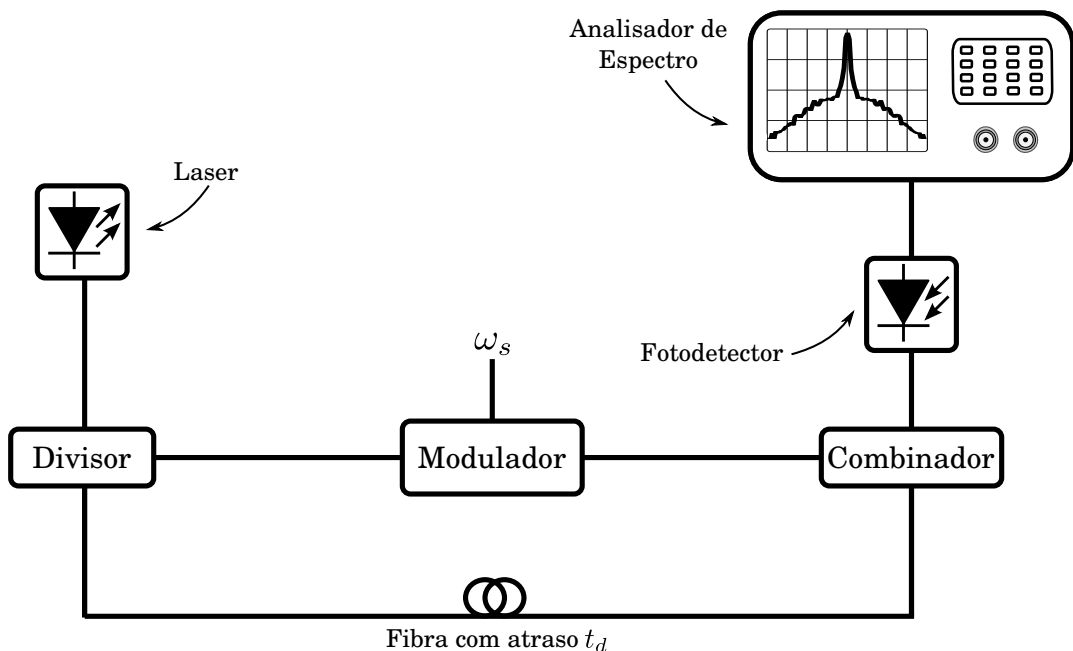 Analisador de
Espectro
Laser
ω_s
Fotodetector
Divisor
Modulador
Combinador
Fibra com atraso t_d